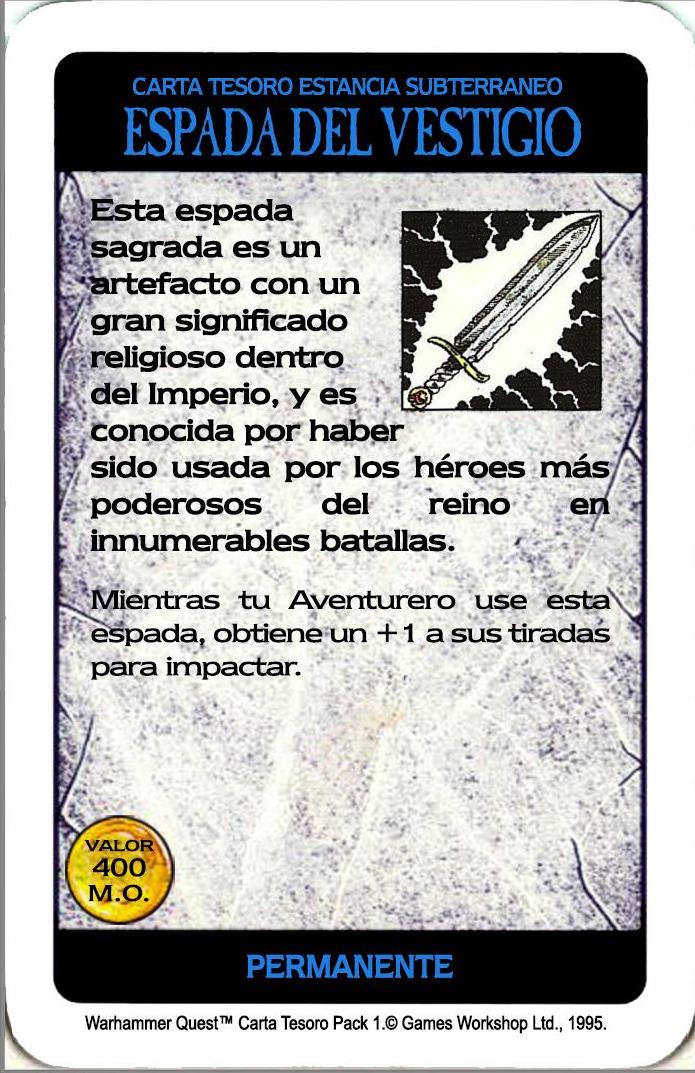 CARTA TESORO ESTANCIA SUBTERRANEO
ESPADA DEL VESTIGIO
Esta espada
sagrada es un
artefacto con un
gran significado
religioso dentro
del Imperio, y es
conocida por haber
sido usada por los héroes más
poderosos del reino en
innumerables batallas.
Mientras tu Aventurero use esta
espada, obtiene un +1 a sus tiradas
para impactar.
VALOR
400
M.O.
PERMANENTE
Warhammer Quest™ Carta Tesoro Pack 1.© Games Workshop Ltd., 1995.